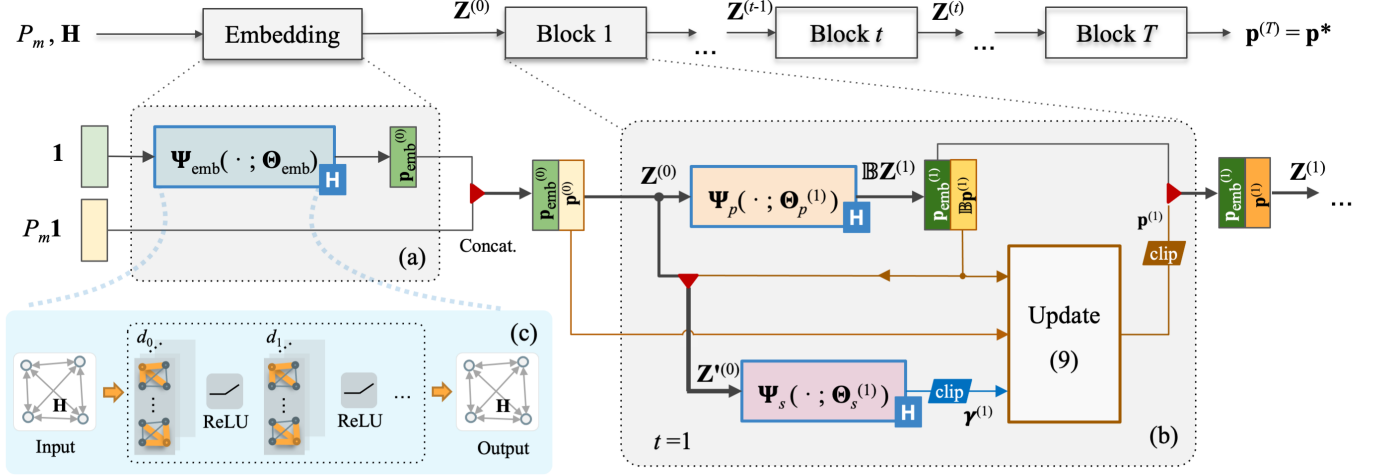 P_m , H
Embedding
Z^(0)
Block 1
...
Z^(t-1)
Block t
Z^(t)
...
Block T
p^(T) = p*
1
Ψ_emb( · ; Θ_emb)
H
p_emb^(0)
P_m 1
(a)
Concat.
p_emb^(0)
p^(0)
Z^(0)
Ψ_p( · ; Θ_p^(1))
H
𝔹Z^(1)
p_emb^(1)
𝔹p^(1)
p^(1)
clip
p_emb^(1)
p^(1)
Z^(1)
...
Update
(9)
Z'^(0)
Ψ_s( · ; Θ_s^(1))
H
clip
γ^(1)
t =1
(b)
(c)
H
Input
d_0
...
ReLU
d_1
...
ReLU
...
H
Output